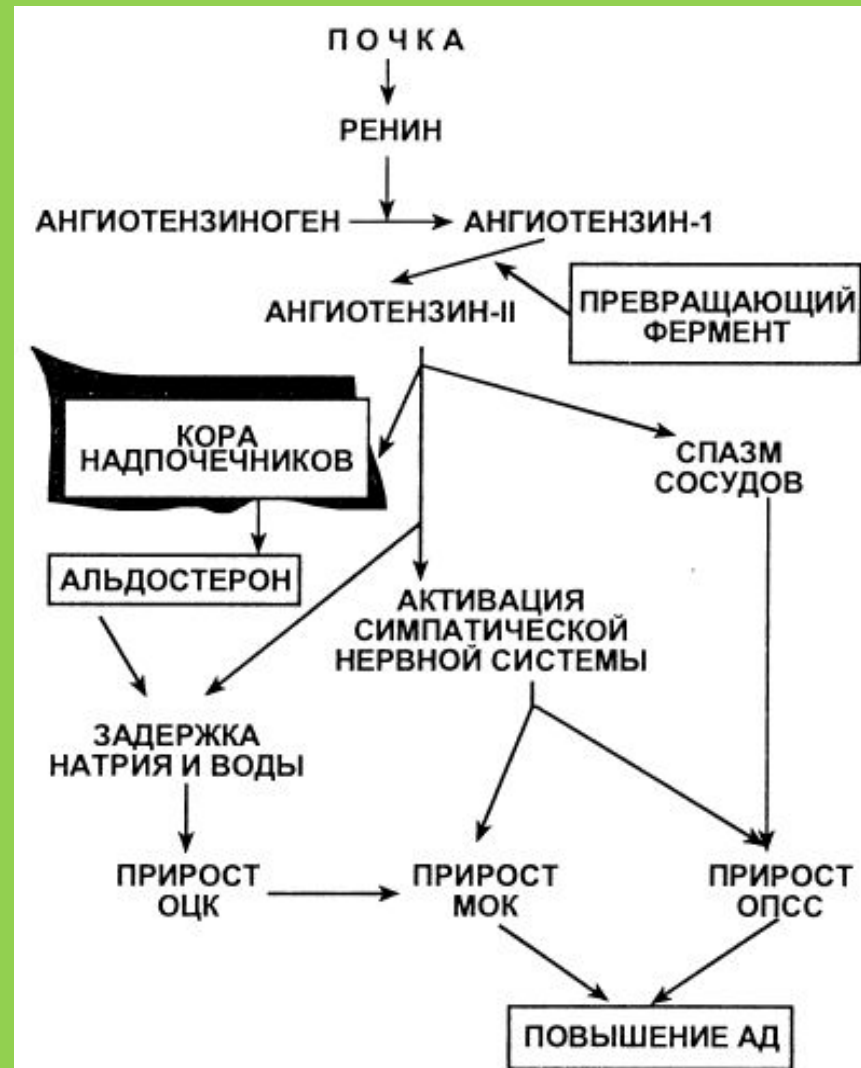 ПОЧКА
РЕНИН
АНГИОТЕНЗИНОГЕН
АНГИОТЕНЗИН-1
АНГИОТЕНЗИН-II
ПРЕВРАЩАЮЩИЙ
ФЕРМЕНТ
КОРА
НАДПОЧЕЧНИКОВ
СПАЗМ
СОСУДОВ
АЛЬДОСТЕРОН
АКТИВАЦИЯ
СИМПАТИЧЕСКОЙ
НЕРВНОЙ СИСТЕМЫ
ЗАДЕРЖКА
НАТРИЯ И ВОДЫ
ПРИРОСТ
ОЦК
ПРИРОСТ
МОК
ПРИРОСТ
ОПСС
ПОВЫШЕНИЕ АД